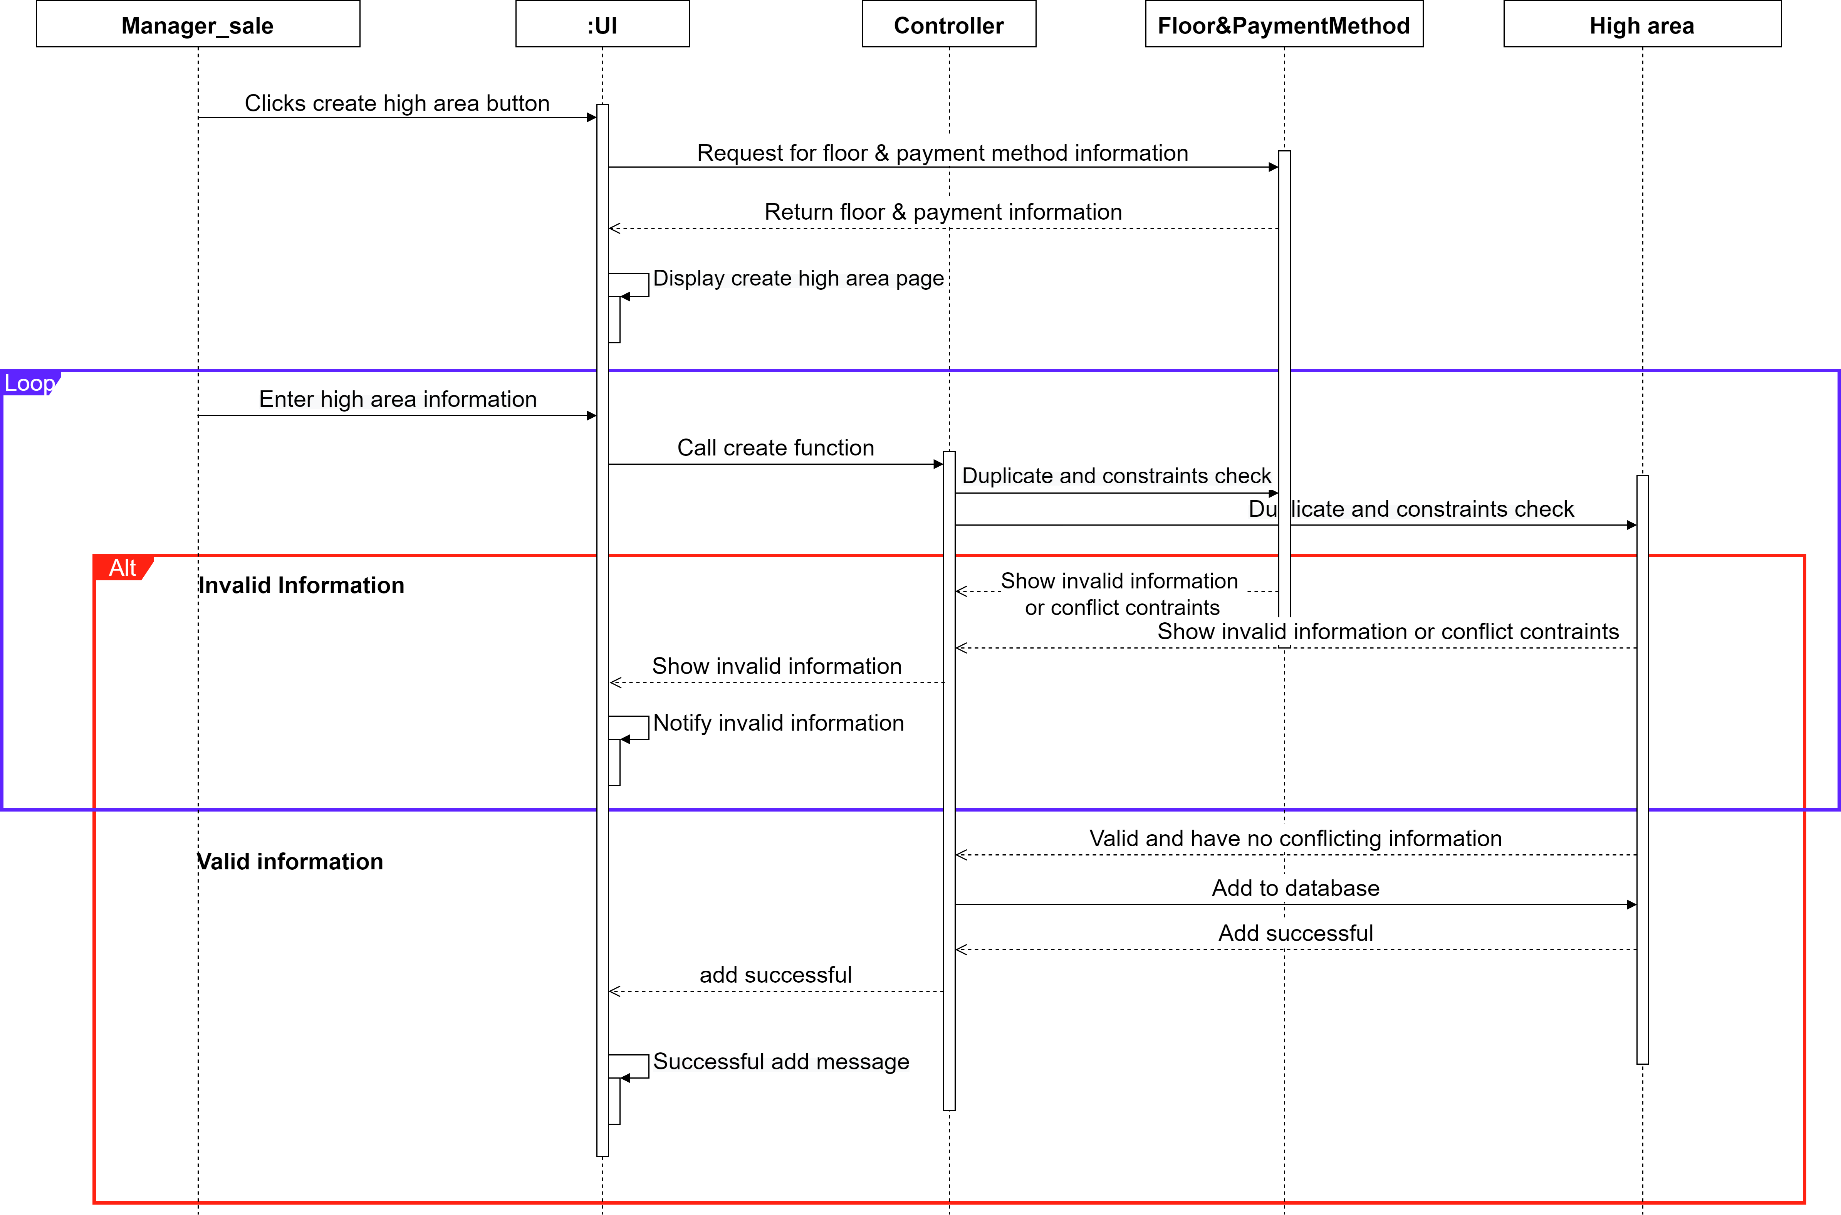 Manager_sale
:UI
Controller
Floor&PaymentMethod
High area
Clicks create high area button
Request for floor & payment method information
Return floor & payment information
Display create high area page
Loop
Enter high area information
Call create function
Duplicate and constraints check
Duplicate and constraints check
Alt
Invalid Information
Show invalid information
or conflict contraints
Show invalid information or conflict contraints
Show invalid information
Notify invalid information
Valid and have no conflicting information
Valid information
Add to database
Add successful
add successful
Successful add message